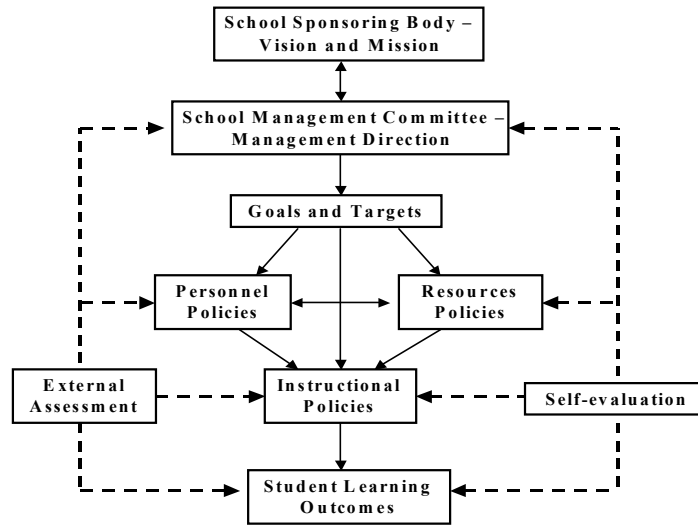 School Sponsoring Body –
Vision and Mission
School Management Committee –
Management Direction
Goals and Targets
Personnel
Policies
Resources
Policies
External
Assessment
Instructional
Policies
Self-evaluation
Student Learning
Outcomes